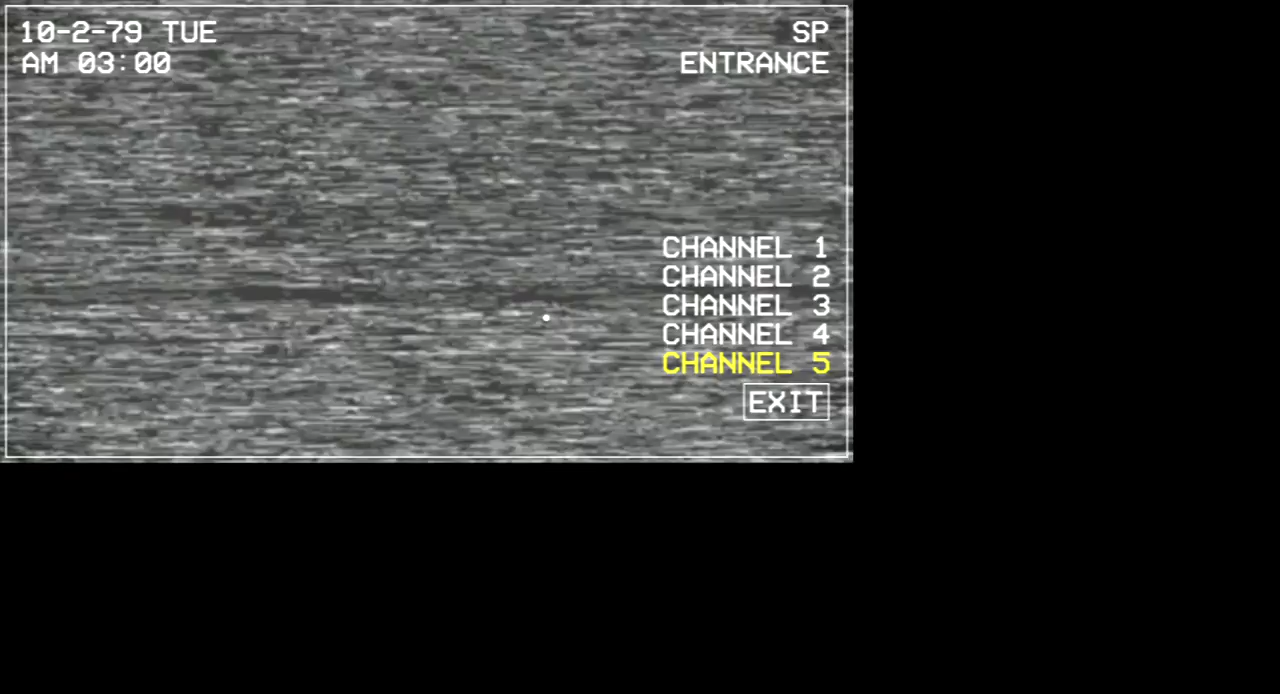 10-2-79 TUE
AM 03:00
SP
ENTRANCE
CHANNEL 1
CHANNEL 2
CHANNEL 3
CHANNEL 4
CHANNEL 5
EXIT